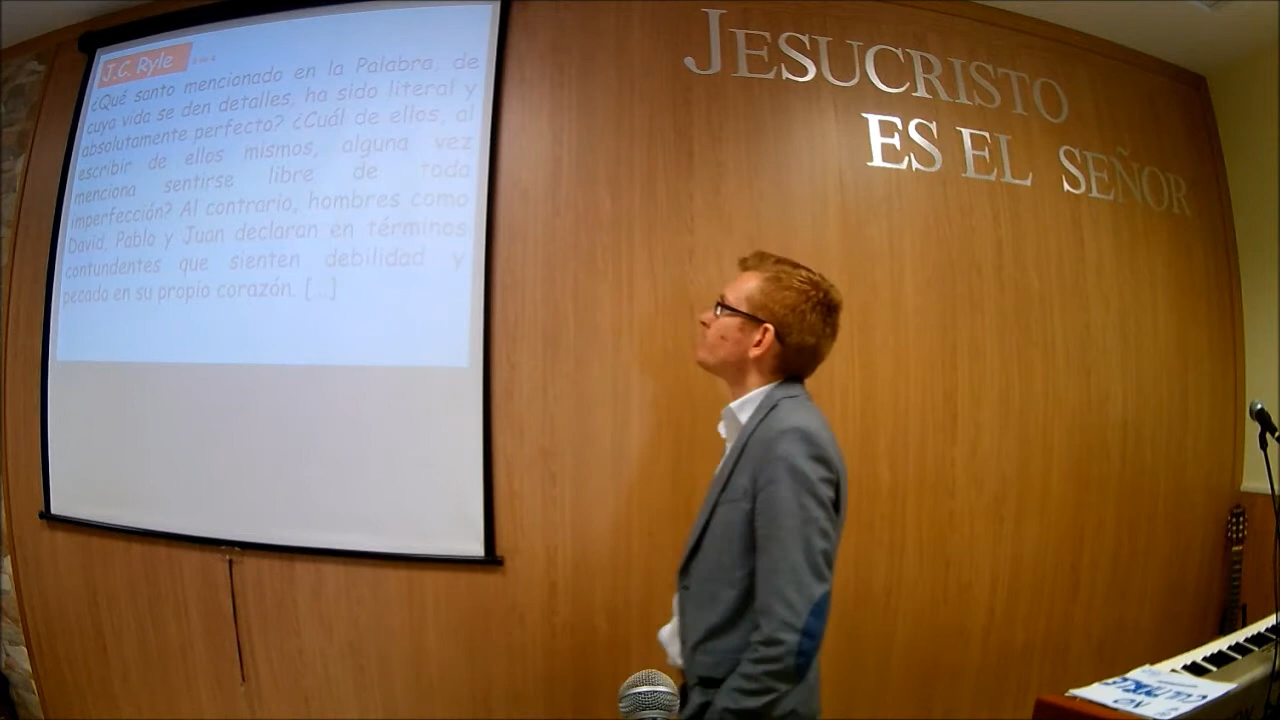 J.C. Ryle
¿Qué santo mencionado en la Palabra, de
cuya vida se den detalles, ha sido literal y
absolutamente perfecto? ¿Cuál de ellos, al
escribir de ellos mismos, alguna vez
menciona sentirse libre de toda
imperfección? Al contrario, hombres como
David, Pablo y Juan declaran en términos
contundentes que sienten debilidad y
pecado en su propio corazón. [...]
JESUCRISTO
ES EL SEÑOR
NO